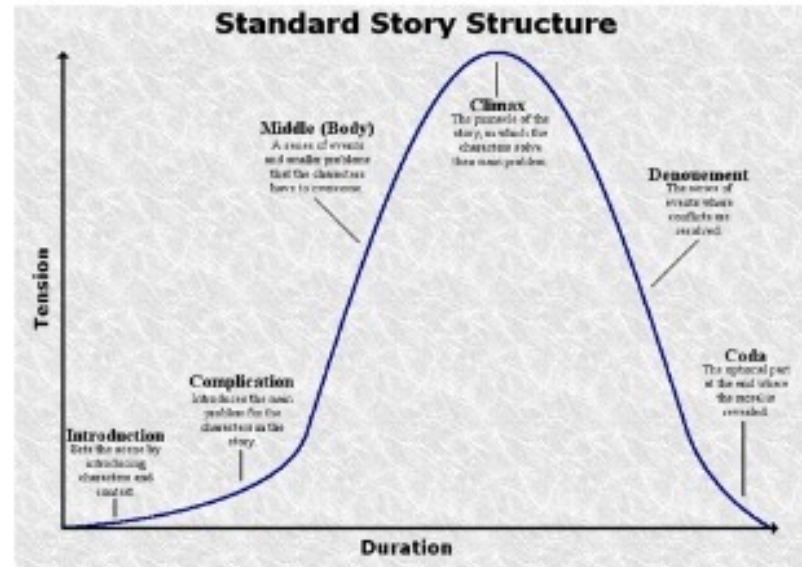 Standard Story Structure
Climax
The pinnacle of the
story, in which the
characters solve
their main problem.
Middle (Body)
A series of events
and smaller problems
that the characters
have to overcome.
Denouement
The series of
events where
conflicts are
resolved.
Tension
Complication
Introduces the main
problem for the
characters in the
story.
Coda
The optional part
at the end where
the moral is
revealed.
Introduction
Sets the scene by
introducing
characters and
context.
Duration